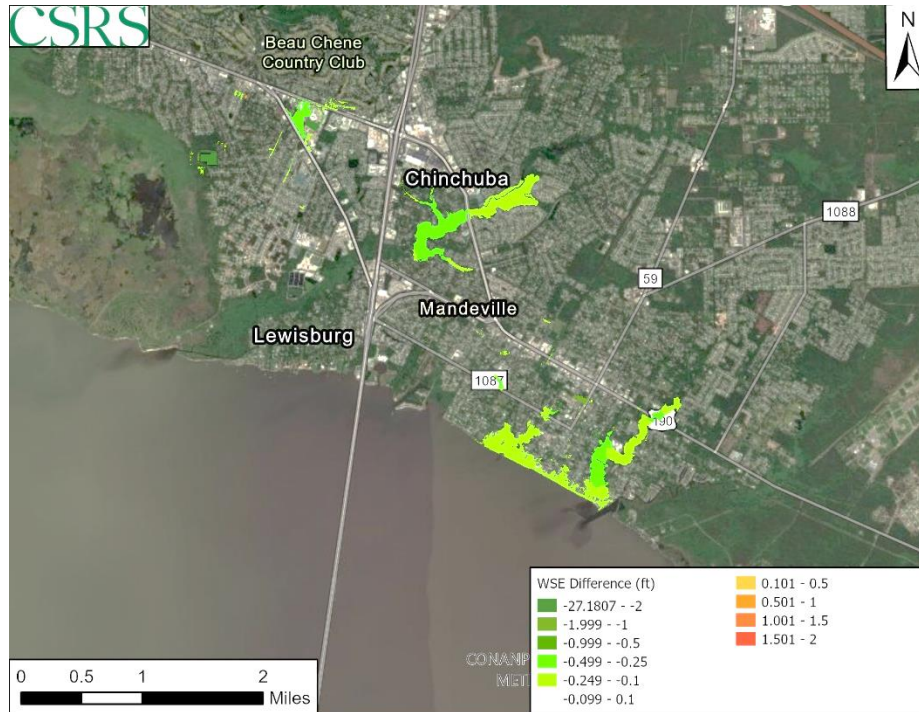 CSRS
N
Beau Chene
Country Club
Chinchuba
1088
59
Mandeville
Lewisburg
1087
190
WSE Difference (ft)
-27.1807 - -2
-1.999 - -1
-0.999 - -0.5
-0.499 - -0.25
-0.249 - -0.1
-0.099 - 0.1
0.101 - 0.5
0.501 - 1
1.001 - 1.5
1.501 - 2
0 0.5 1 2
Miles